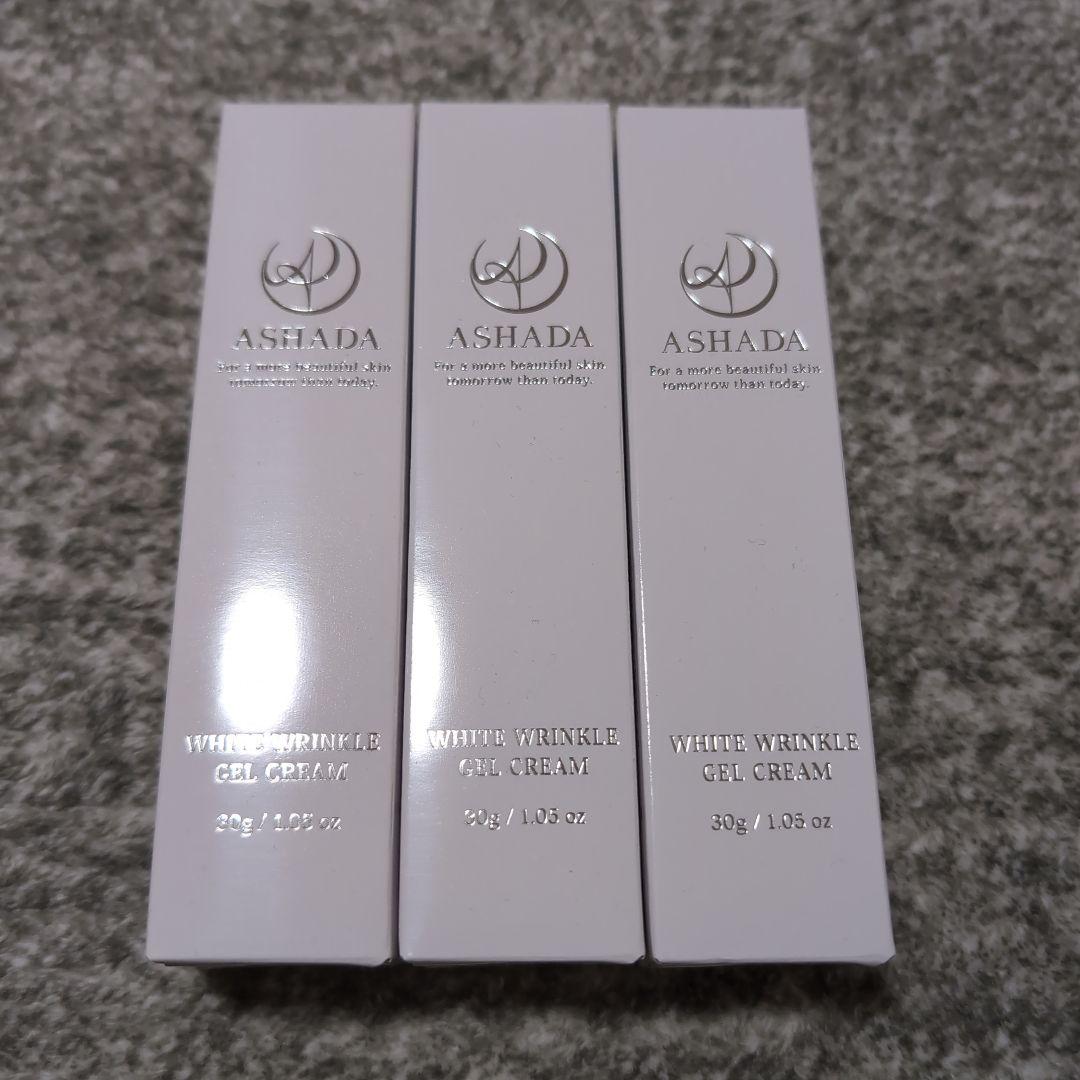 ASHADA
For a more beautiful skin
tomorrow than today.
WHITE WRINKLE
GEL CREAM
30g / 1.05 oz
ASHADA
For a more beautiful skin
tomorrow than today.
WHITE WRINKLE
GEL CREAM
30g / 1.05 oz
ASHADA
For a more beautiful skin
tomorrow than today.
WHITE WRINKLE
GEL CREAM
30g / 1.05 oz